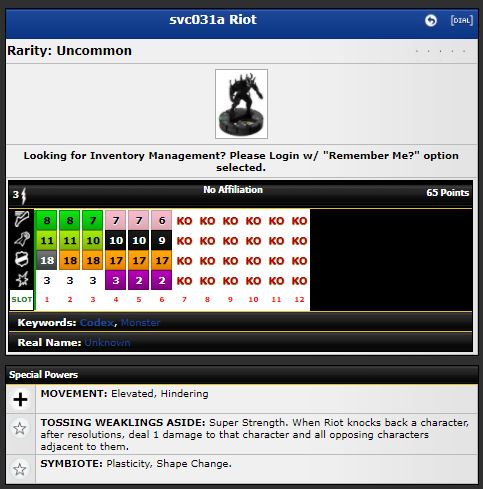 svc031a Riot
[DIAL]
Rarity: Uncommon
Looking for Inventory Management? Please Login w/ "Remember Me?" option
selected.
3 No Affiliation 65 Points
8 8 7 7 7 6 KO KO KO KO KO KO
11 11 10 10 10 9 KO KO KO KO KO KO
18 18 18 17 17 17 KO KO KO KO KO KO
3 3 3 3 2 2 KO KO KO KO KO KO
SLOT 1 2 3 4 5 6 7 8 9 10 11 12
Keywords: Codex, Monster
Real Name: Unknown
Special Powers
MOVEMENT: Elevated, Hindering
TOSSING WEAKLINGS ASIDE: Super Strength. When Riot knocks back a character,
after resolutions, deal 1 damage to that character and all opposing characters
adjacent to them.
SYMBIOTE: Plasticity, Shape Change.